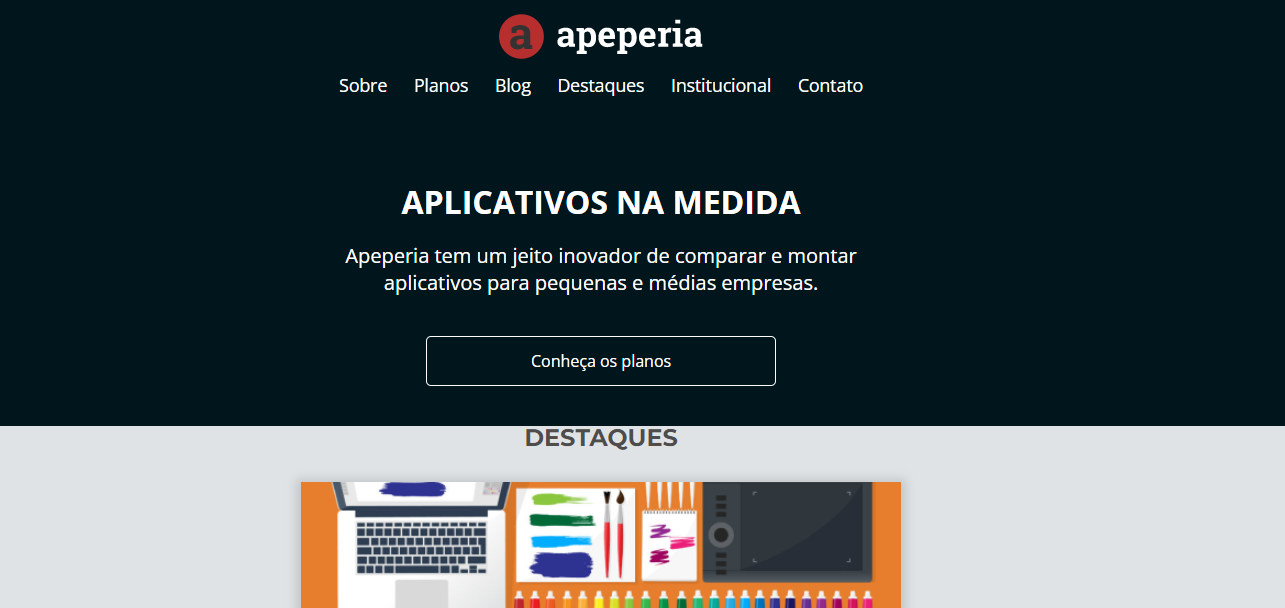 a apeperia
Sobre Planos Blog Destaques Institucional Contato
APLICATIVOS NA MEDIDA
Apeperia tem um jeito inovador de comparar e montar
aplicativos para pequenas e médias empresas.
Conheça os planos
DESTAQUES